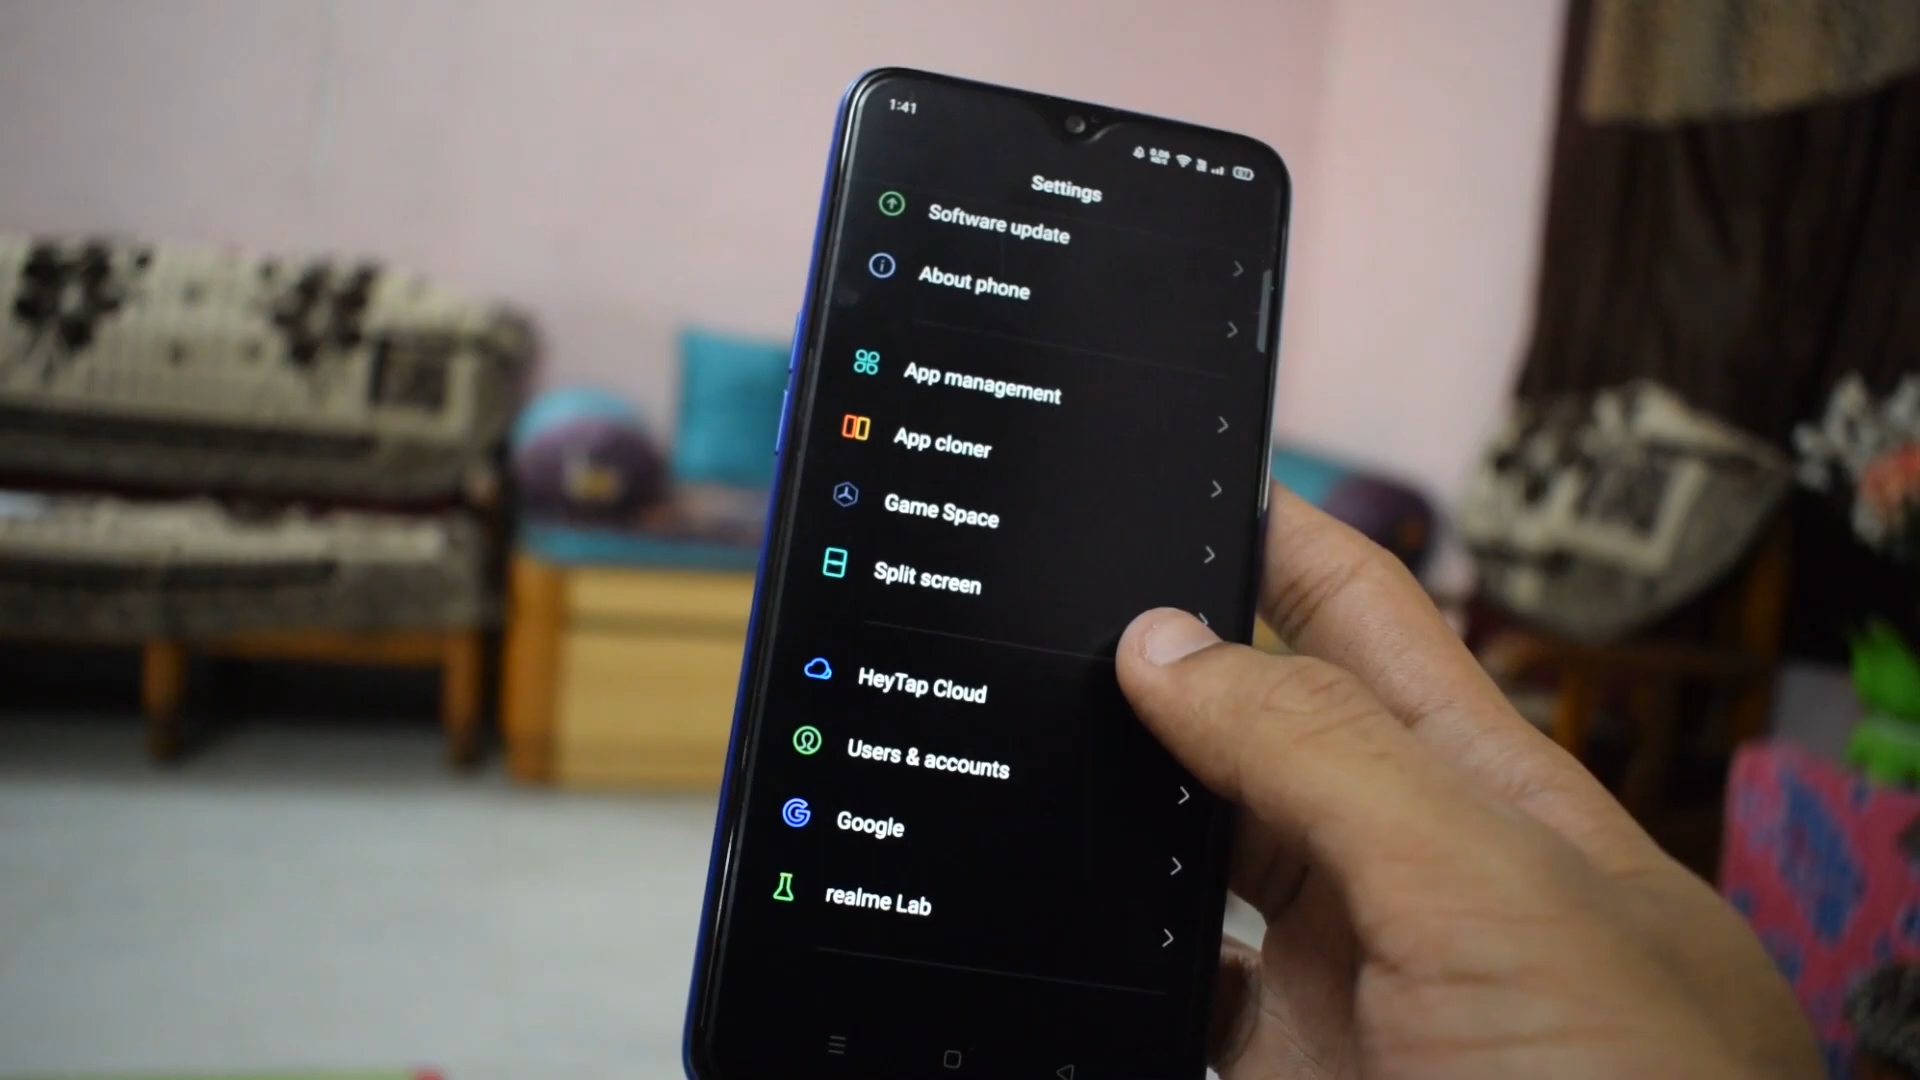 1:41
Settings
Software update
About phone
App management
App cloner
Game Space
Split screen
HeyTap Cloud
Users & accounts
Google
realme Lab